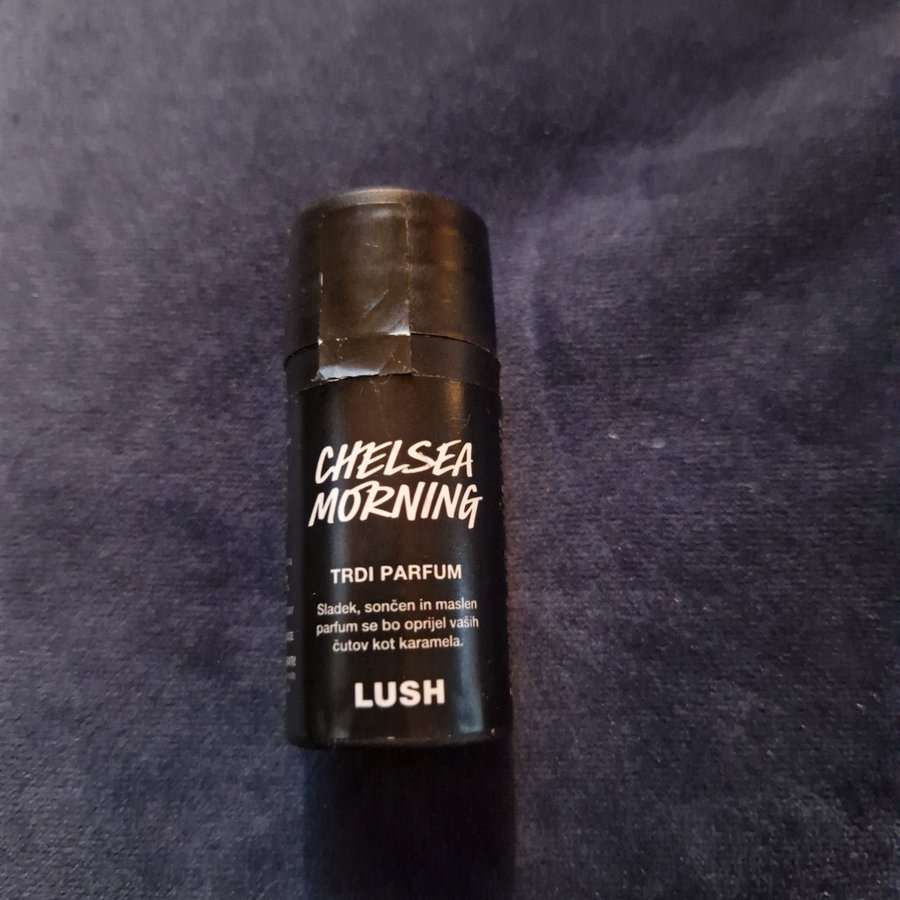 CHELSEA
MORNING
TRDI PARFUM
Sladek, sončen in maslen
parfum se bo oprijel vaših
čutov kot karamela.
LUSH